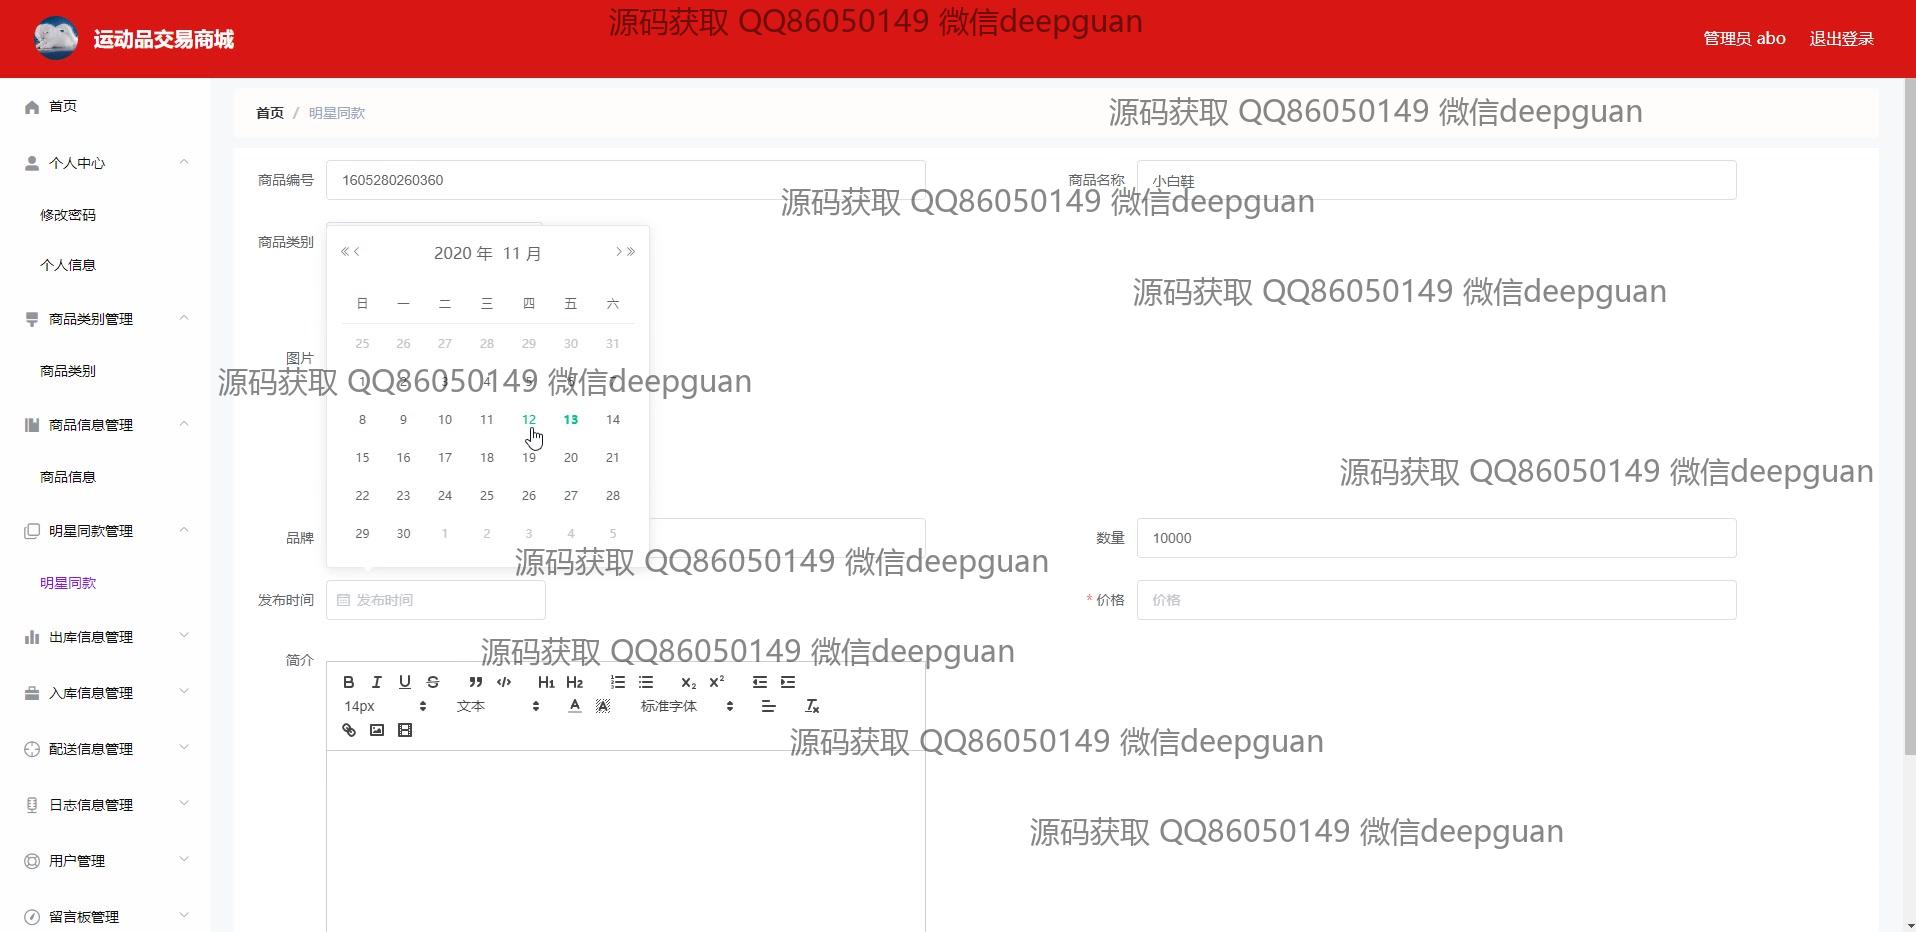 运动品交易商城
源码获取 QQ86050149 微信deepguan
管理员 abo
退出登录
首页
个人中心
修改密码
个人信息
商品类别管理
商品类别
商品信息管理
商品信息
明星同款管理
明星同款
出库信息管理
入库信息管理
配送信息管理
日志信息管理
用户管理
留言板管理
首页 / 明星同款
源码获取 QQ86050149 微信deepguan
商品编号 1605280260360
商品名称 小白鞋
源码获取 QQ86050149 微信deepguan
商品类别
2020 年 11 月
源码获取 QQ86050149 微信deepguan
日 一 二 三 四 五 六
25 26 27 28 29 30 31
图片
1 2 3 4 5 6 7
源码获取 QQ86050149 微信deepguan
8 9 10 11 12 13 14
15 16 17 18 19 20 21
源码获取 QQ86050149 微信deepguan
22 23 24 25 26 27 28
29 30 1 2 3 4 5
品牌
数量 10000
源码获取 QQ86050149 微信deepguan
发布时间 发布时间
* 价格 价格
源码获取 QQ86050149 微信deepguan
简介
B I U S H1 H2 X2 X2
14px 文本 A A 标准字体 Tx
源码获取 QQ86050149 微信deepguan
源码获取 QQ86050149 微信deepguan